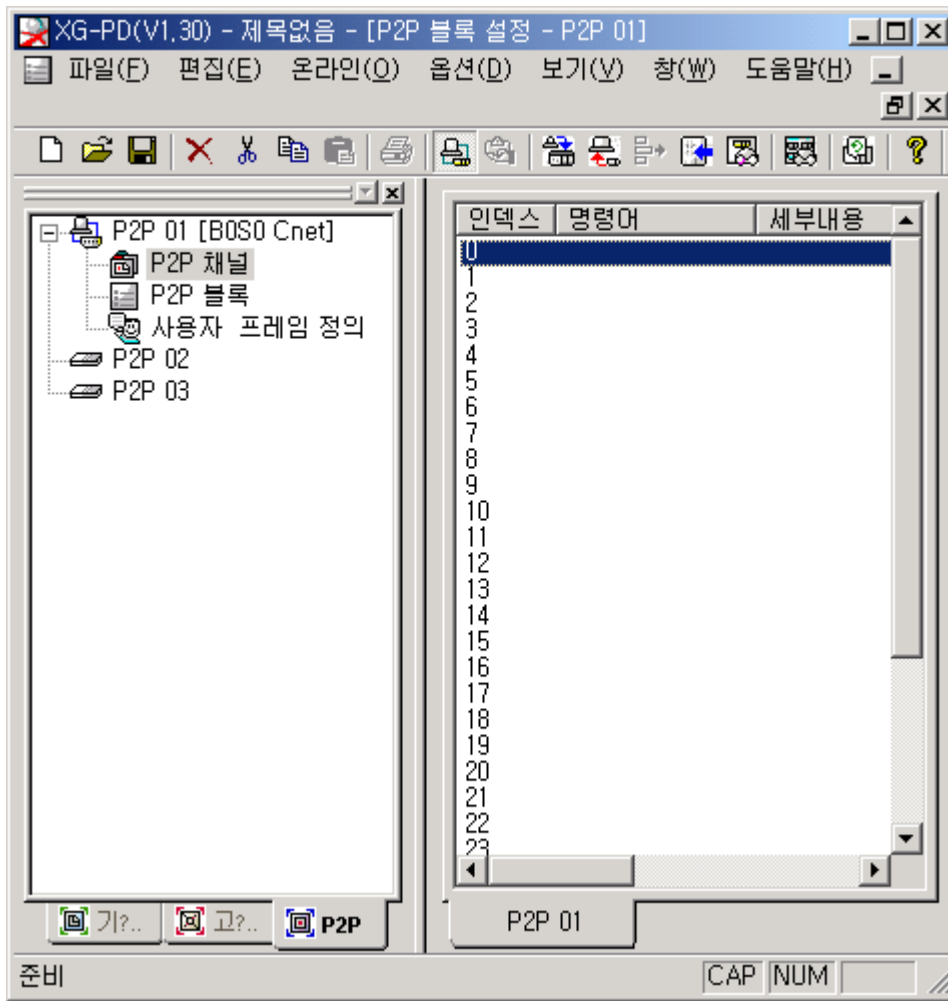 XG-PD(V1,30) - 제목없음 - [P2P 블록 설정 - P2P 01]
파일(F) 편집(E) 온라인(O) 옵션(D) 보기(V) 창(W) 도움말(H)
P2P 01 [B0S0 Cnet]
P2P 채널
P2P 블록
사용자 프레임 정의
P2P 02
P2P 03
기?.. 고?.. P2P
인덱스 명령어 세부내용
0
1
2
3
4
5
6
7
8
9
10
11
12
13
14
15
16
17
18
19
20
21
22
23
P2P 01
준비 CAP NUM